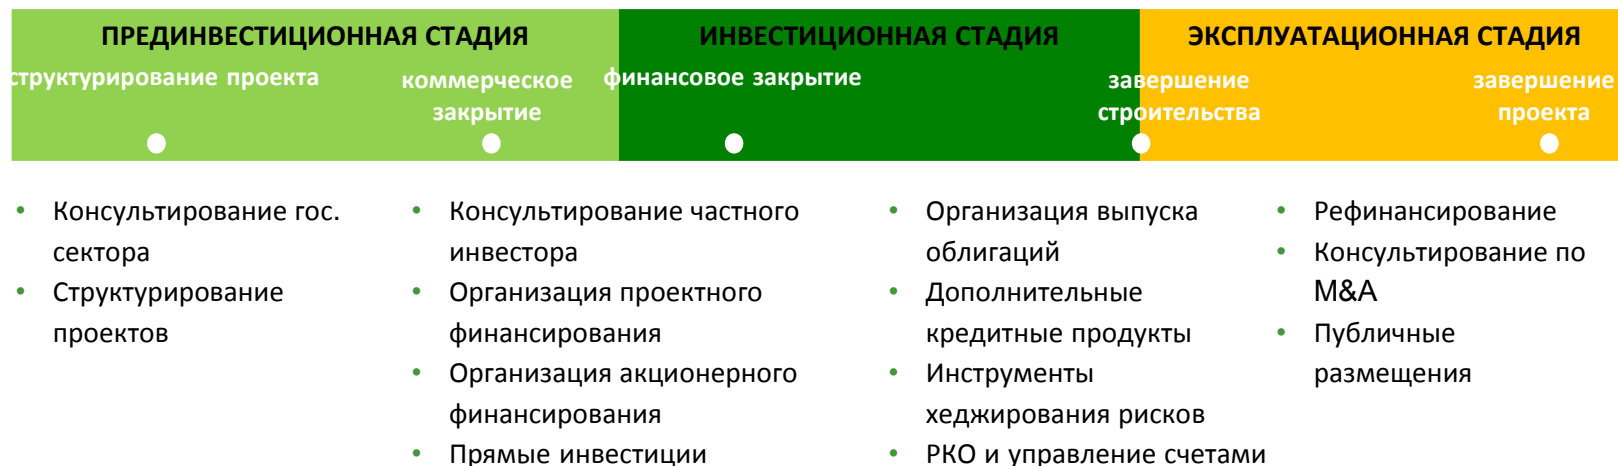 ПРЕДИНВЕСТИЦИОННАЯ СТАДИЯ
ИНВЕСТИЦИОННАЯ СТАДИЯ
ЭКСПЛУАТАЦИОННАЯ СТАДИЯ
структурирование проекта
коммерческое
закрытие
финансовое закрытие
завершение
строительства
завершение
проекта
• Консультирование гос.
сектора
• Структурирование
проектов
• Консультирование частного
инвестора
• Организация проектного
финансирования
• Организация акционерного
финансирования
• Прямые инвестиции
• Организация выпуска
облигаций
• Дополнительные
кредитные продукты
• Инструменты
хеджирования рисков
• РКО и управление счетами
• Рефинансирование
• Консультирование по
M&A
• Публичные
размещения